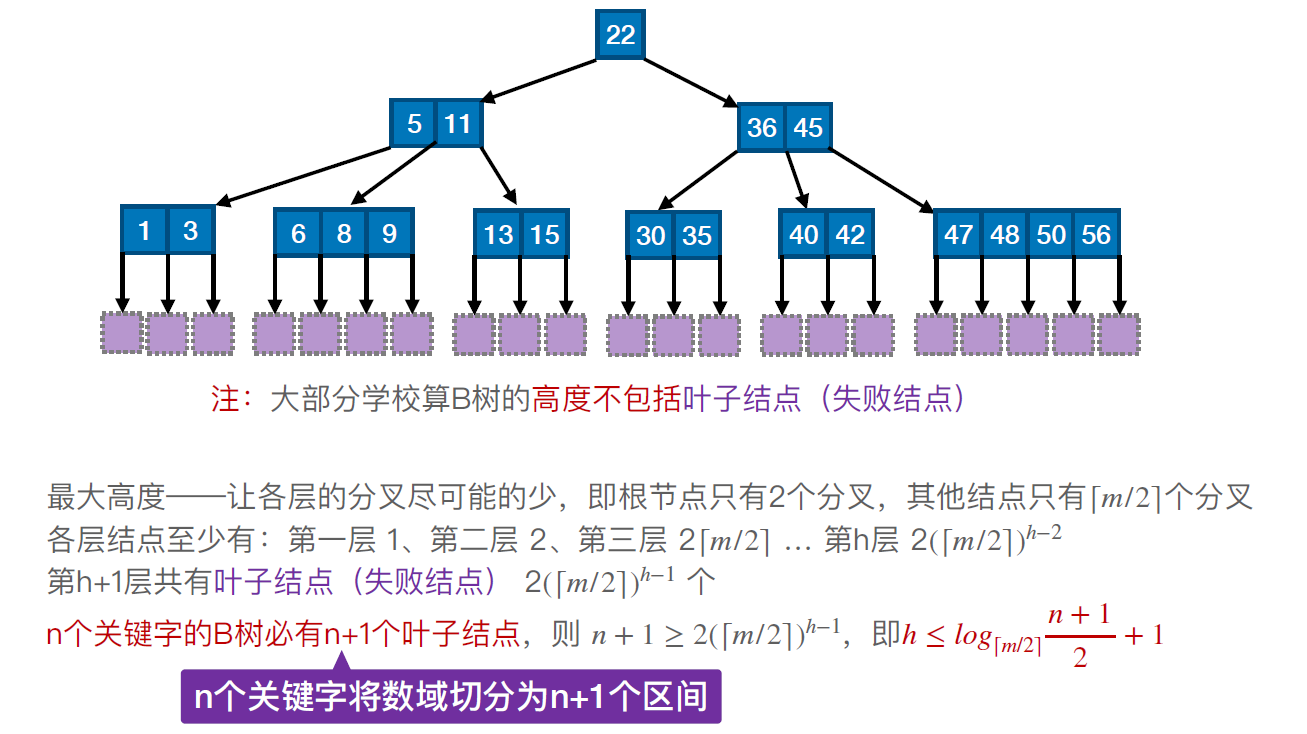 22
5 11
36 45
1 3
6 8 9
13 15
30 35
40 42
47 48 50 56
注：大部分学校算B树的高度不包括叶子结点（失败结点）
最大高度——让各层的分叉尽可能的少，即根节点只有2个分叉，其他结点只有⌈m/2⌉个分叉
各层结点至少有：第一层 1、第二层 2、第三层 2⌈m/2⌉ … 第h层 2(⌈m/2⌉)^{h−2}
第h+1层共有叶子结点（失败结点） 2(⌈m/2⌉)^{h−1} 个
n个关键字的B树必有n+1个叶子结点，则 n + 1 ≥ 2(⌈m/2⌉)^{h−1}，即h ≤ log_{⌈m/2⌉} \frac{n + 1}{2} + 1
n个关键字将数域切分为n+1个区间